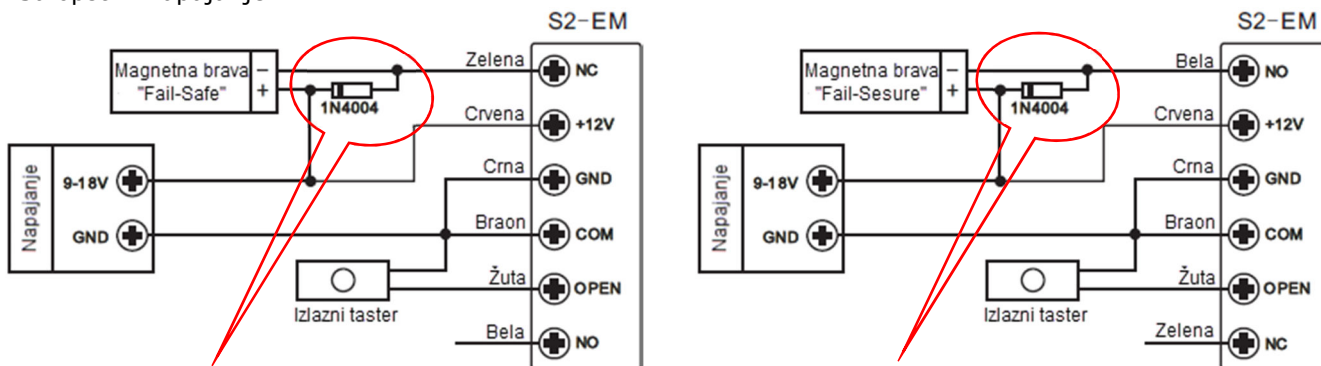 S2-EM
Magnetna brava
"Fail-Safe"
−
+
1N4004
Zelena
NC
Crvena
+12V
Crna
GND
Braon
COM
Žuta
OPEN
Bela
NO
Napajanje
9-18V
GND
Izlazni taster
S2-EM
Magnetna brava
"Fail-Sesure"
−
+
1N4004
Bela
NO
Crvena
+12V
Crna
GND
Braon
COM
Žuta
OPEN
Zelena
NC
Napajanje
9-18V
GND
Izlazni taster